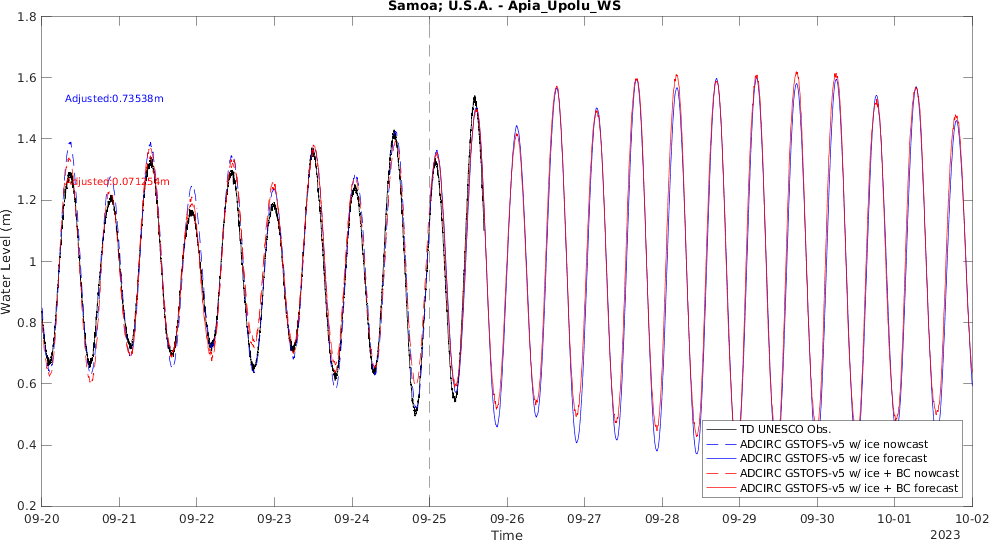 Samoa; U.S.A. - Apia_Upolu_WS
1.8
1.6
1.4
1.2
1
0.8
0.6
0.4
0.2
Water Level (m)
Adjusted:0.73538m
Adjusted:0.071254m
TD UNESCO Obs.
ADCIRC GSTOFS-v5 w/ ice nowcast
ADCIRC GSTOFS-v5 w/ ice forecast
ADCIRC GSTOFS-v5 w/ ice + BC nowcast
ADCIRC GSTOFS-v5 w/ ice + BC forecast
09-20 09-21 09-22 09-23 09-24 09-25 09-26 09-27 09-28 09-29 09-30 10-01 10-02
Time
2023